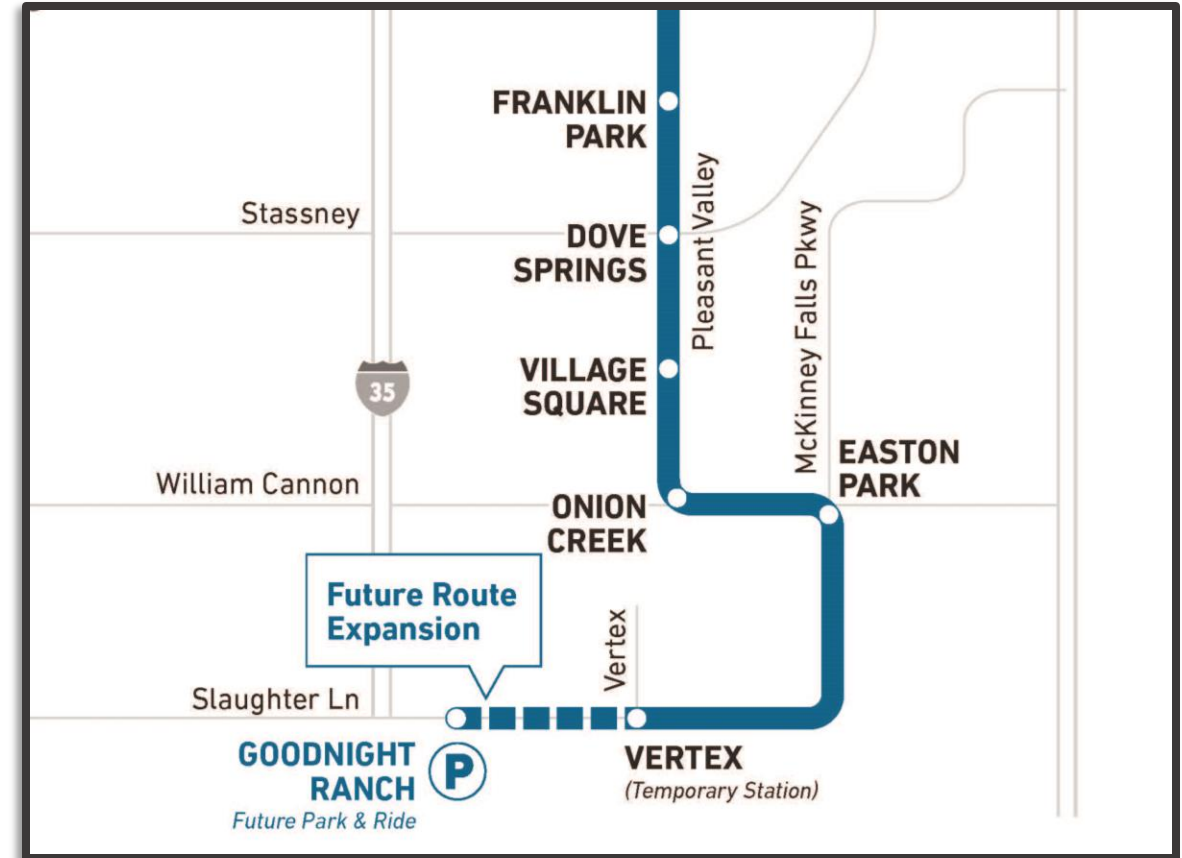 FRANKLIN
PARK
Stassney
DOVE
SPRINGS
Pleasant Valley
McKinney Falls Pkwy
VILLAGE
SQUARE
35
EASTON
PARK
William Cannon
ONION
CREEK
Future Route
Expansion
Vertex
Slaughter Ln
GOODNIGHT
RANCH
P
Future Park & Ride
VERTEX
(Temporary Station)